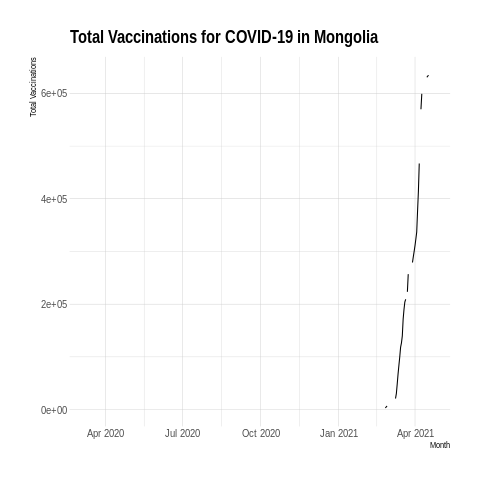 Total Vaccinations for COVID-19 in Mongolia
Total Vaccinations
6e+05
4e+05
2e+05
0e+00
Apr 2020 Jul 2020 Oct 2020 Jan 2021 Apr 2021
Month